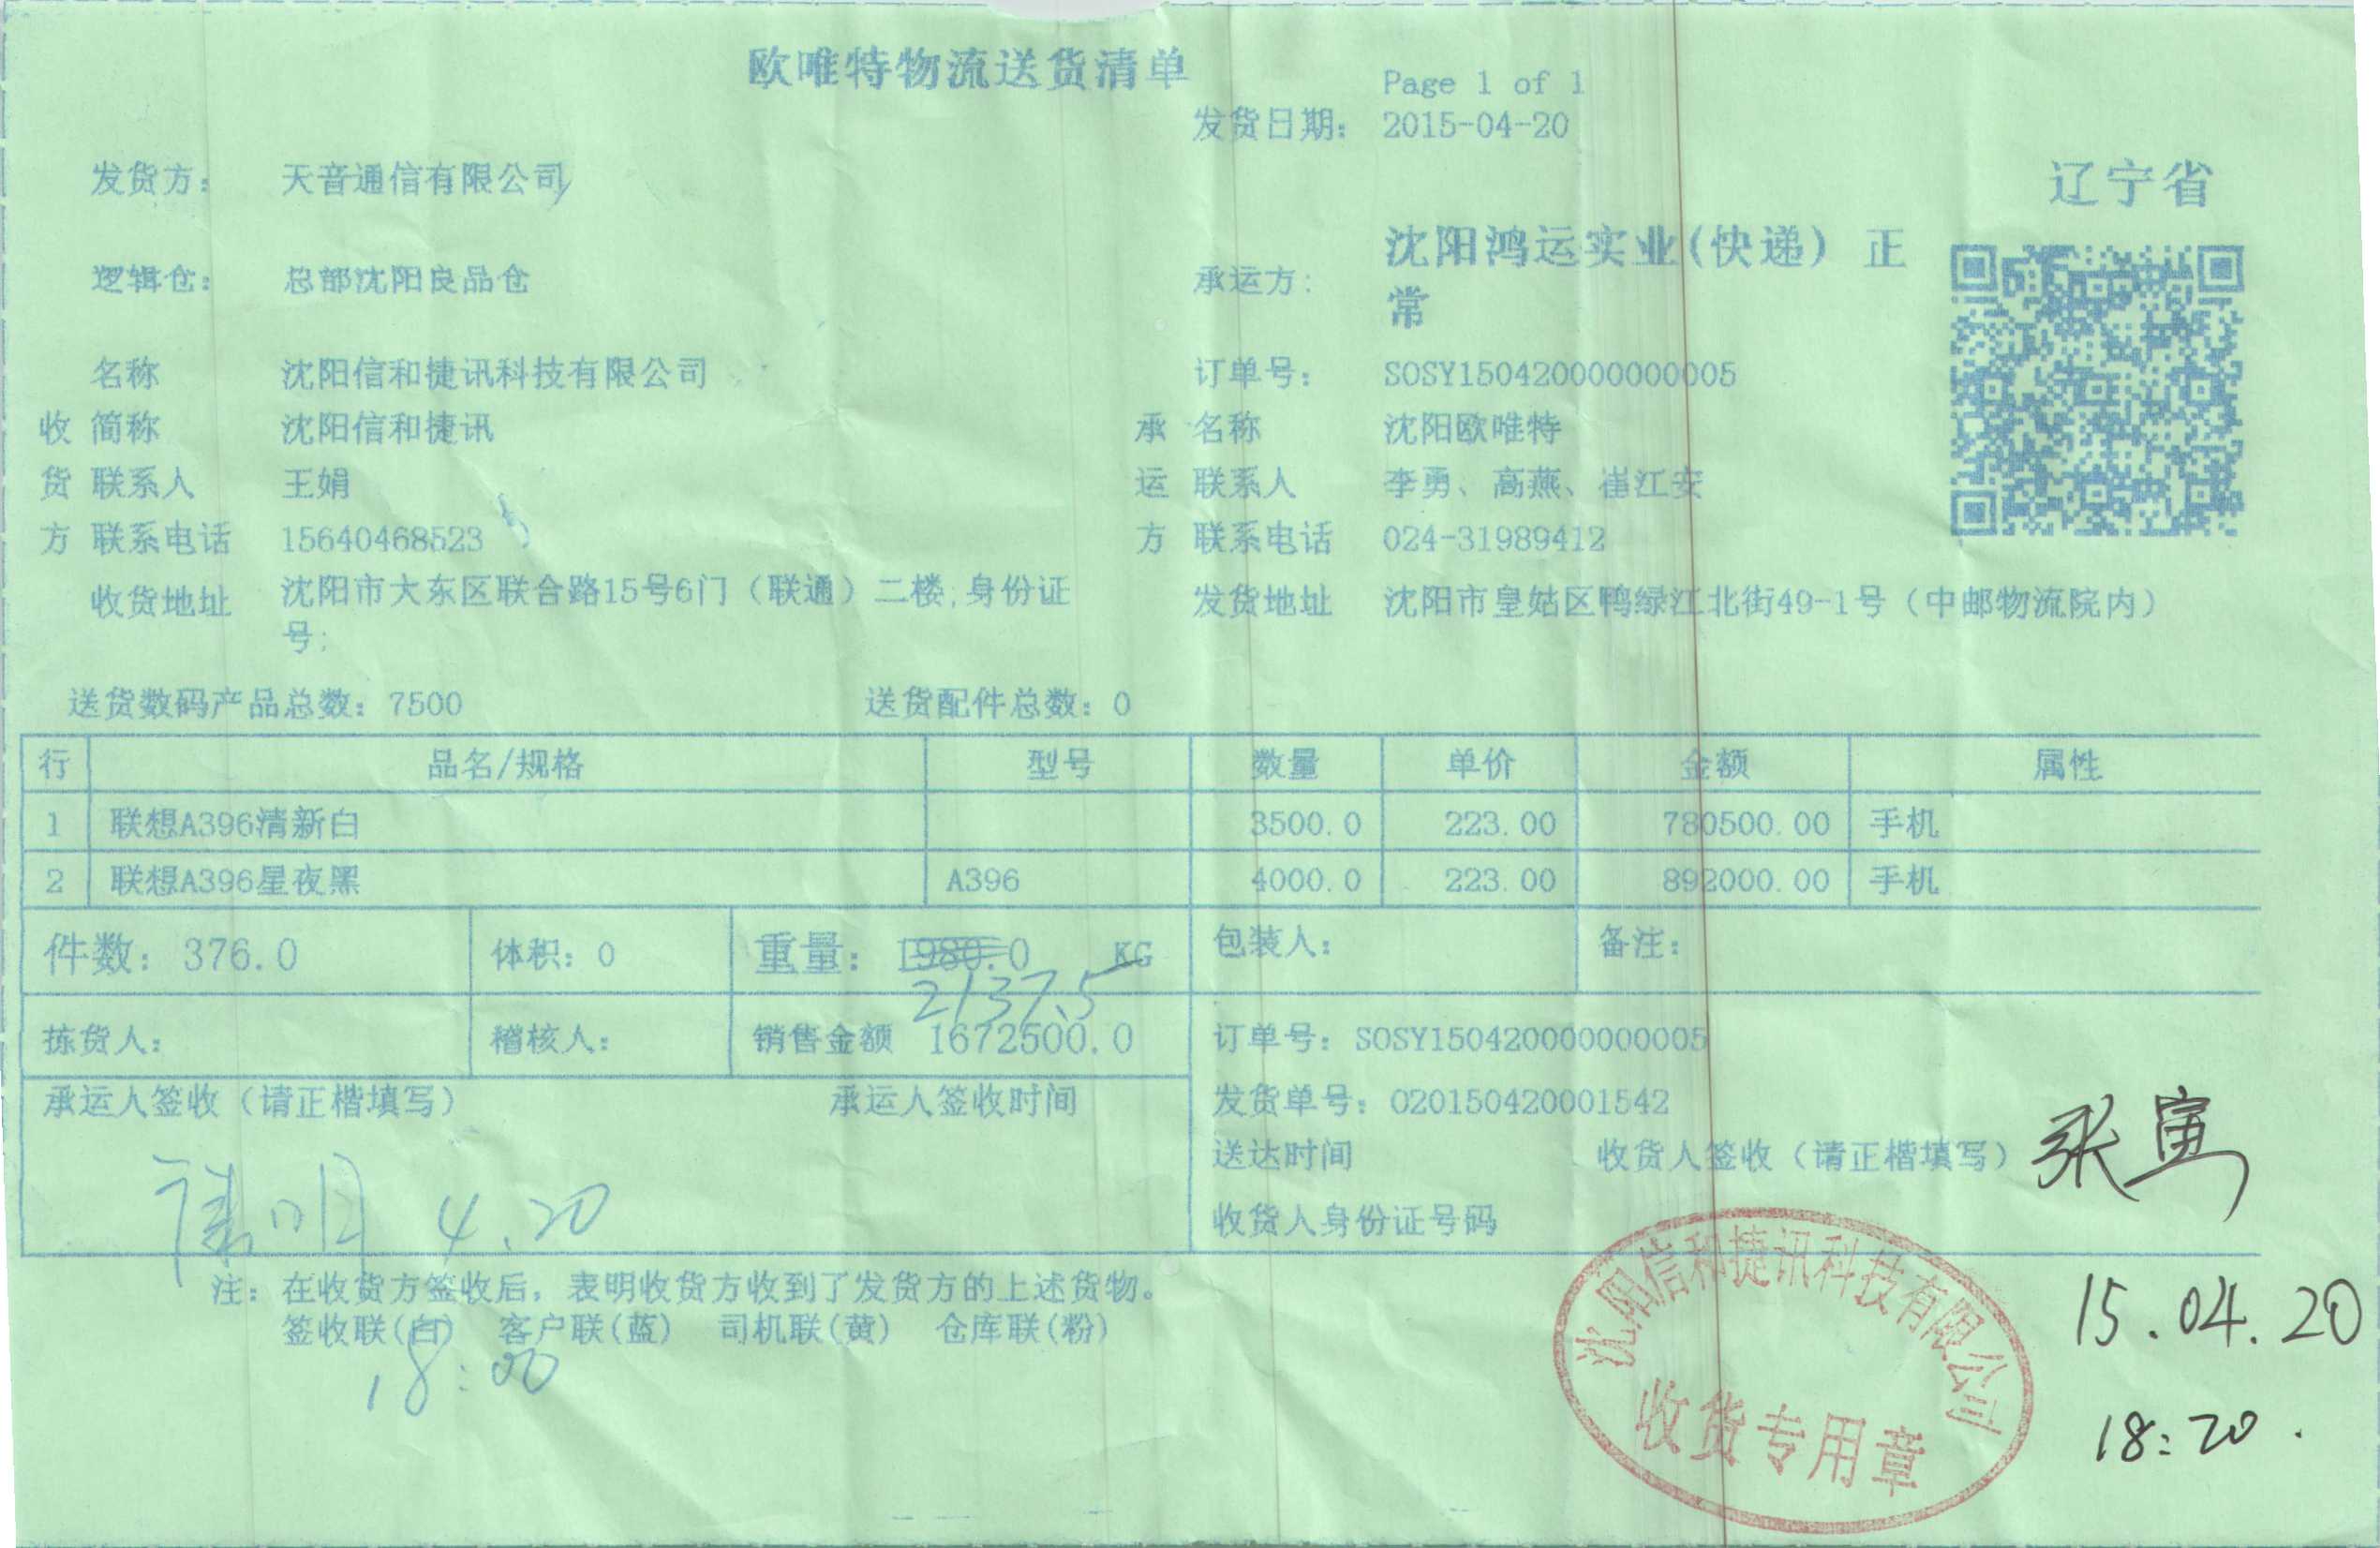 欧唯特物流送货清单
Page 1 of 1
发货日期: 2015-04-20
发货方: 天音通信有限公司
辽宁省
逻辑仓: 总部沈阳良品仓
承运方: 沈阳鸿运实业(快递) 正
常
名称 沈阳信和捷讯科技有限公司 订单号: SOSY150420000000005
收 简称 沈阳信和捷讯 承 名称 沈阳欧唯特
货 联系人 王娟 运 联系人 李勇、高燕、崔江安
方 联系电话 15640468523 方 联系电话 024-31989412
收货地址 沈阳市大东区联合路15号6门（联通）二楼;身份证
号;
发货地址 沈阳市皇姑区鸭绿江北街49-1号（中邮物流院内）
送货数码产品总数: 7500 送货配件总数: 0
行 品名/规格 型号 数量 单价 金额 属性
1 联想A396清新白 3500.0 223.00 780500.00 手机
2 联想A396星夜黑 A396 4000.0 223.00 892000.00 手机
件数: 376.0 体积: 0 重量: 1980.0 KG 包装人: 备注:
2137.5
拣货人: 稽核人: 销售金额 1672500.0 订单号: SOSY150420000000005
承运人签收（请正楷填写） 承运人签收时间 发货单号: 020150420001542
送达时间 收货人签收（请正楷填写）
收货人身份证号码
4.20
注: 在收货方签收后, 表明收货方收到了发货方的上述货物。
签收联(白) 客户联(蓝) 司机联(黄) 仓库联(粉)
18:00
沈阳信和捷讯科技有限公司
收货专用章
15.04.20
18:20.